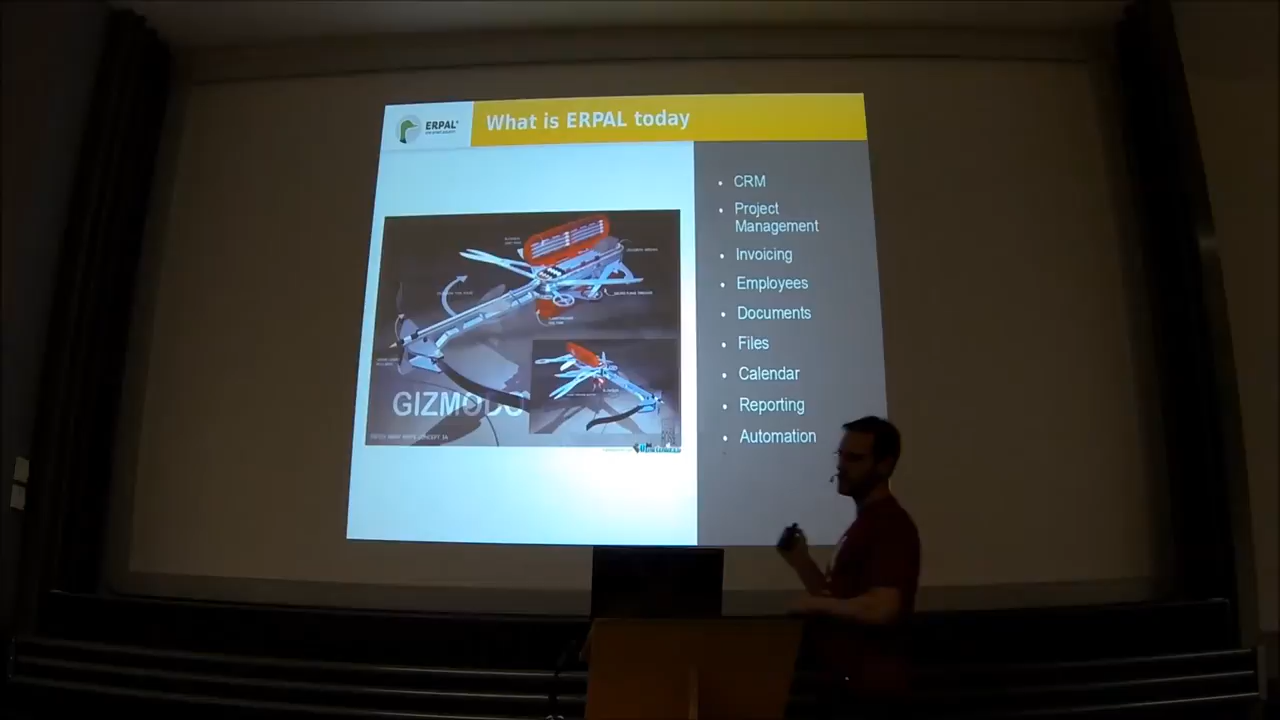 ERPAL
What is ERPAL today
CRM
Project
Management
Invoicing
Employees
Documents
Files
Calendar
Reporting
Automation
GIZMODO